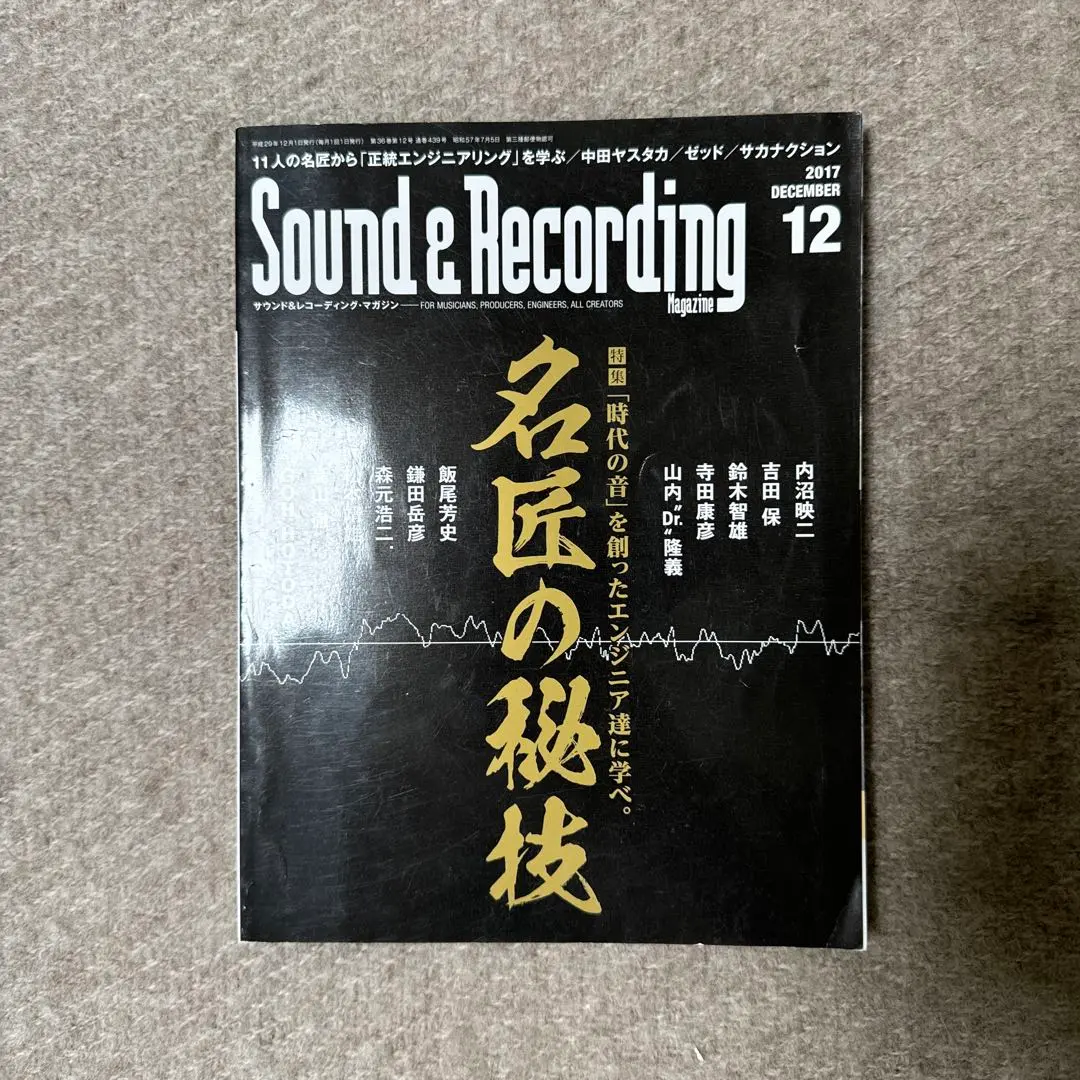 平成29年12月1日発行(毎月1回1日発行) 第36巻第12号 通巻439号 昭和57年7月5日 第三種郵便物認可
11人の名匠から「正統エンジニアリング」を学ぶ/中田ヤスタカ/ゼッド/サカナクション
2017
DECEMBER
12
Sound & Recording
Magazine
サウンド&レコーディング・マガジン──FOR MUSICIANS, PRODUCERS, ENGINEERS, ALL CREATORS
内沼映二
吉田 保
鈴木智雄
寺田康彦
山内"Dr."隆義
特集
「時代の音」を創ったエンジニア達に学べ。
名匠の秘技
飯尾芳史
鎌田岳彦
森元浩二.